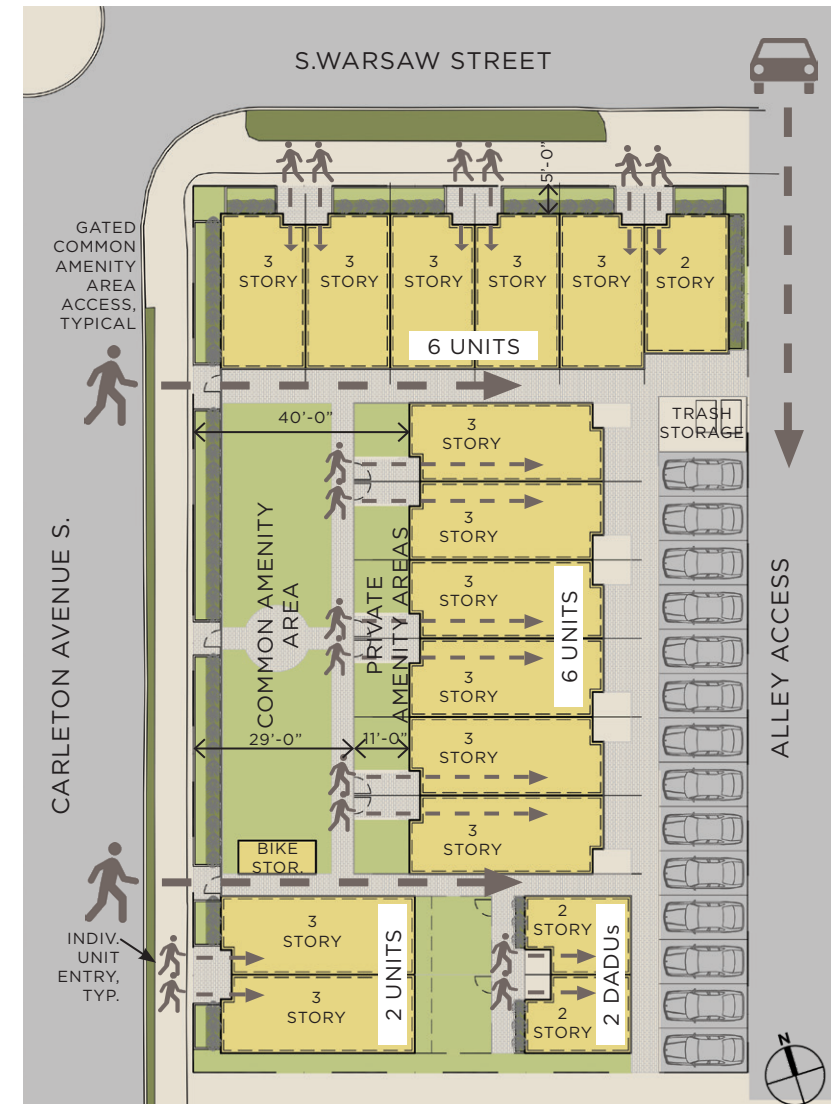 S.WARSAW STREET
GATED
COMMON
AMENITY
AREA
ACCESS,
TYPICAL
5'-0"
3
STORY
3
STORY
3
STORY
3
STORY
3
STORY
2
STORY
6 UNITS
40'-0"
TRASH
STORAGE
3
STORY
3
STORY
3
STORY
3
STORY
3
STORY
3
STORY
COMMON AMENITY
AREA
PRIVATE
AMENITY AREAS
6 UNITS
CARLETON AVENUE S.
ALLEY ACCESS
29'-0"
11'-0"
BIKE
STOR.
INDIV.
UNIT
ENTRY,
TYP.
3
STORY
3
STORY
2 UNITS
2
STORY
2
STORY
2 DADUs
N